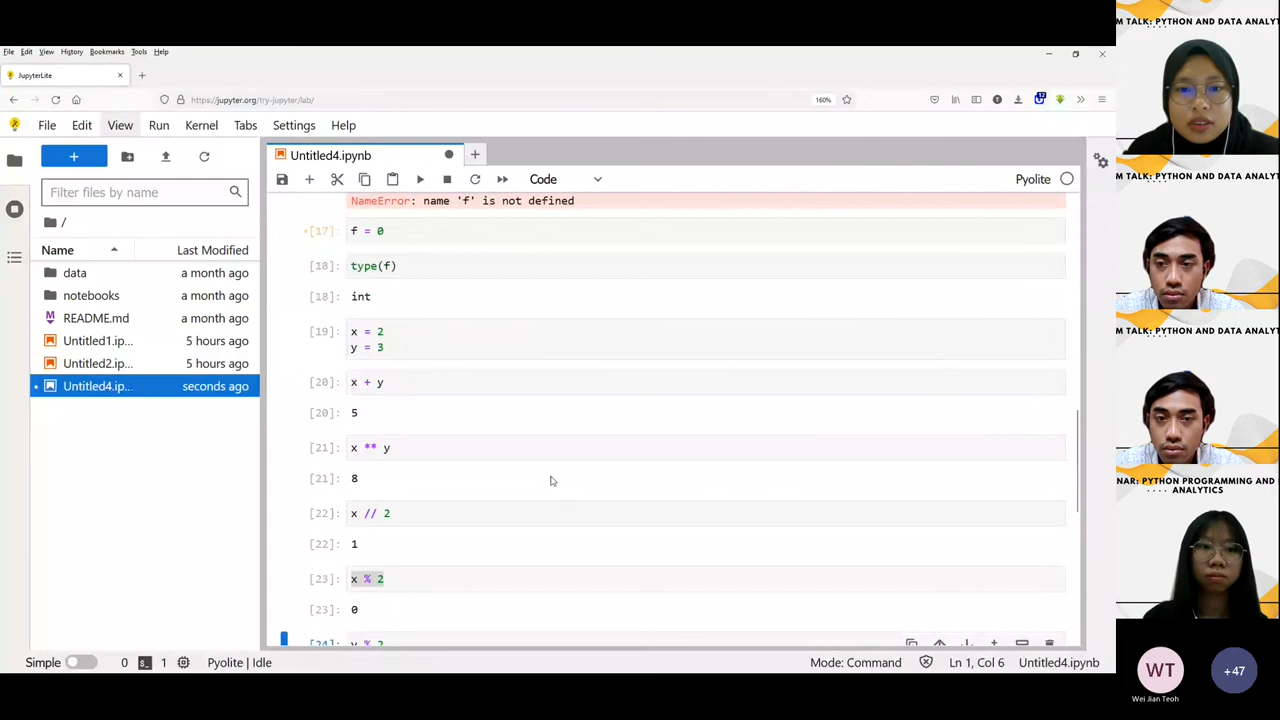 File Edit View History Bookmarks Tools Help
JupyterLite
https://jupyter.org/try-jupyter/lab/
160%
File Edit View Run Kernel Tabs Settings Help
Filter files by name
/
Name Last Modified
data a month ago
notebooks a month ago
README.md a month ago
Untitled1.ip... 5 hours ago
Untitled2.ip... 5 hours ago
Untitled4.ip... seconds ago
Untitled4.ipynb
Code
Pyolite
NameError: name 'f' is not defined
[17]: f = 0
[18]: type(f)
[18]: int
[19]: x = 2
y = 3
[20]: x + y
[20]: 5
[21]: x ** y
[21]: 8
[22]: x // 2
[22]: 1
[23]: x % 2
[23]: 0
[24]: y % 2
Simple 0 1 Pyolite | Idle Mode: Command Ln 1, Col 6 Untitled4.ipynb
M TALK: PYTHON AND DATA ANALYT
M TALK: PYTHON AND DATA ANALYT
M TALK: PYTHON AND DATA ANALYT
NAR: PYTHON PROGRAMMING AND
ANALYTICS
WT
Wei Jian Teoh
+47